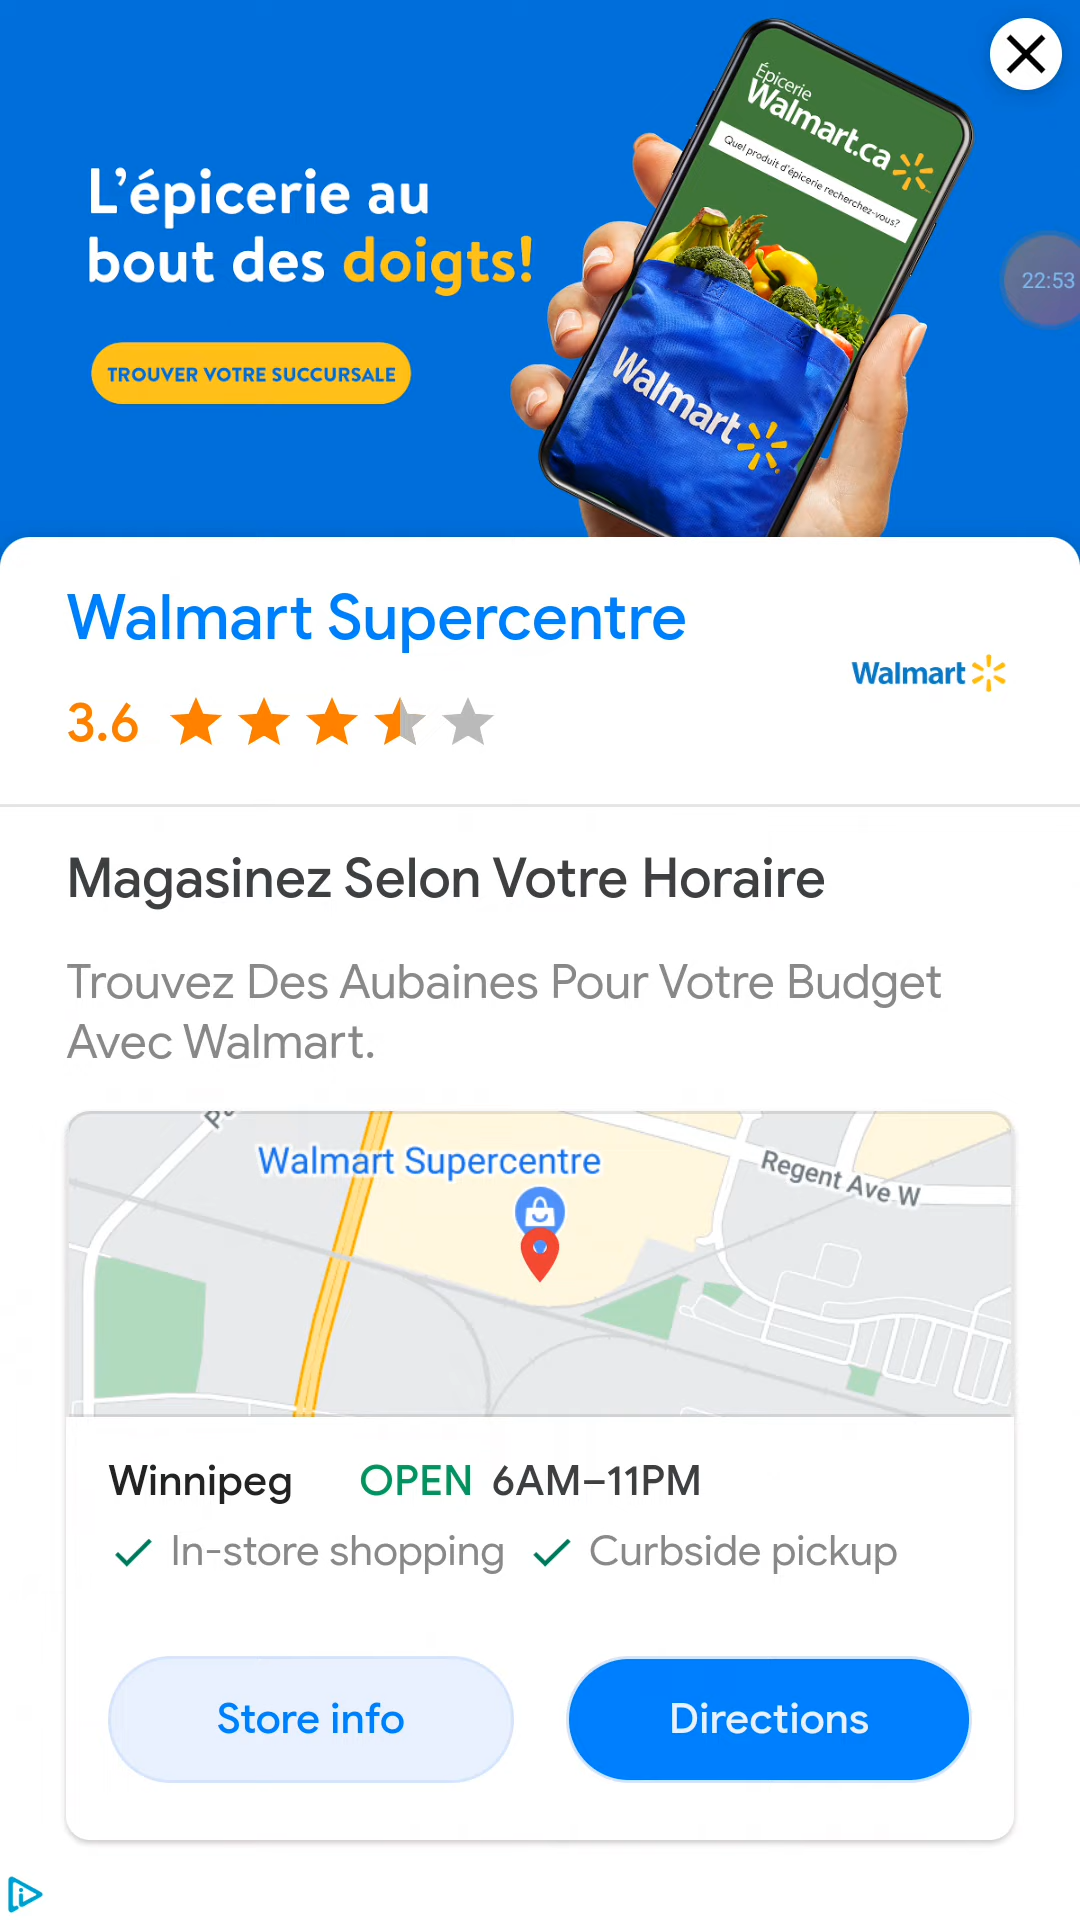 Épicerie
Walmart.ca
Quel produit d'épicerie recherchez-vous?
L'épicerie au
bout des doigts!
22:53
TROUVER VOTRE SUCCURSALE
Walmart
Walmart Supercentre
Walmart
3.6
Magasinez Selon Votre Horaire
Trouvez Des Aubaines Pour Votre Budget
Avec Walmart.
Walmart Supercentre
Regent Ave W
Winnipeg OPEN 6AM–11PM
In-store shopping Curbside pickup
Store info
Directions